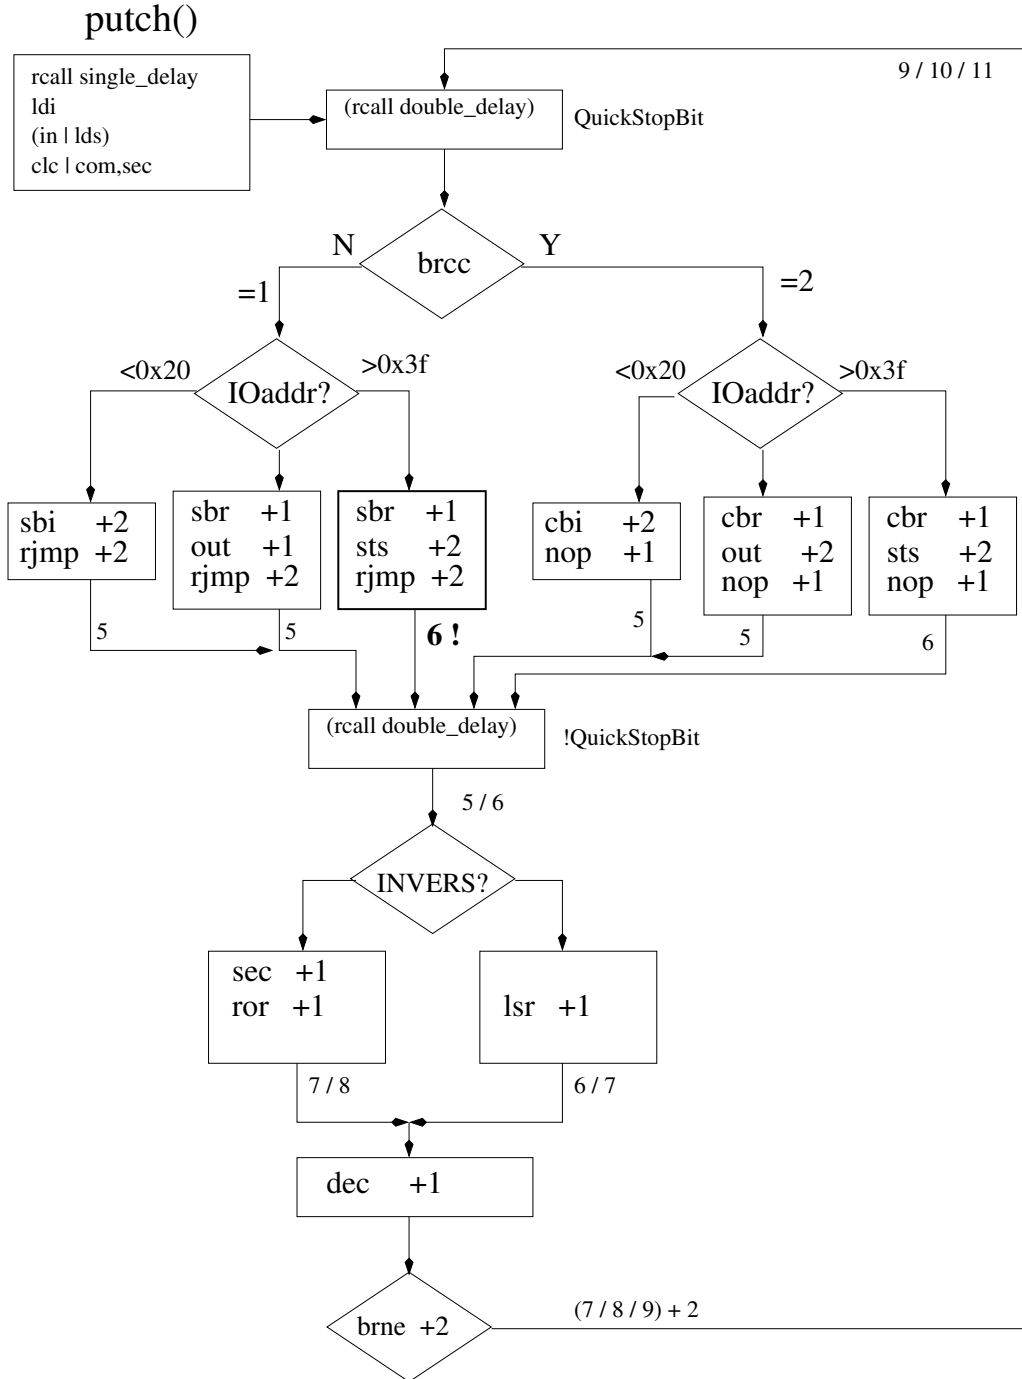 putch()
rcall single_delay
ldi
(in | lds)
clc | com,sec
9 / 10 / 11
(rcall double_delay)
QuickStopBit
N
Y
brcc
=1
=2
<0x20
IOaddr?
>0x3f
<0x20
IOaddr?
>0x3f
sbi +2
rjmp +2
sbr +1
out +1
rjmp +2
sbr +1
sts +2
rjmp +2
cbi +2
nop +1
cbr +1
out +2
nop +1
cbr +1
sts +2
nop +1
5
5
6 !
5
5
6
(rcall double_delay)
!QuickStopBit
5 / 6
INVERS?
sec +1
ror +1
lsr +1
7 / 8
6 / 7
dec +1
brne +2
(7 / 8 / 9) + 2